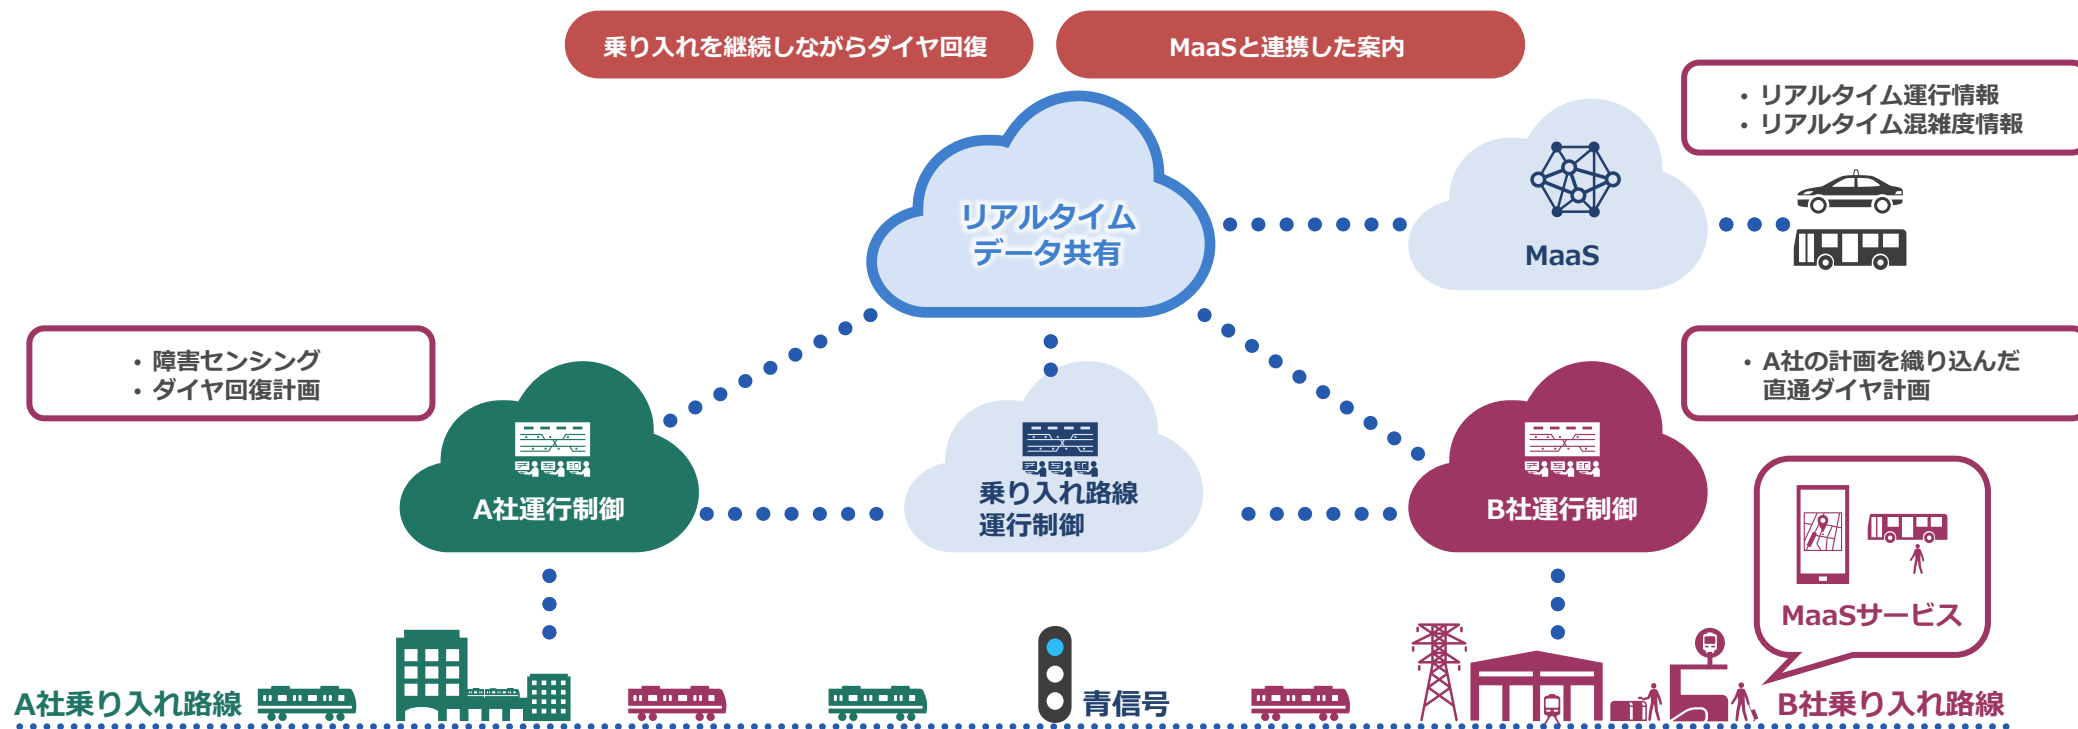 乗り入れを継続しながらダイヤ回復
MaaSと連携した案内
・リアルタイム運行情報
・リアルタイム混雑度情報
リアルタイム
データ共有
MaaS
・障害センシング
・ダイヤ回復計画
・A社の計画を織り込んだ
直通ダイヤ計画
A社運行制御
乗り入れ路線
運行制御
B社運行制御
MaaSサービス
A社乗り入れ路線
青信号
B社乗り入れ路線